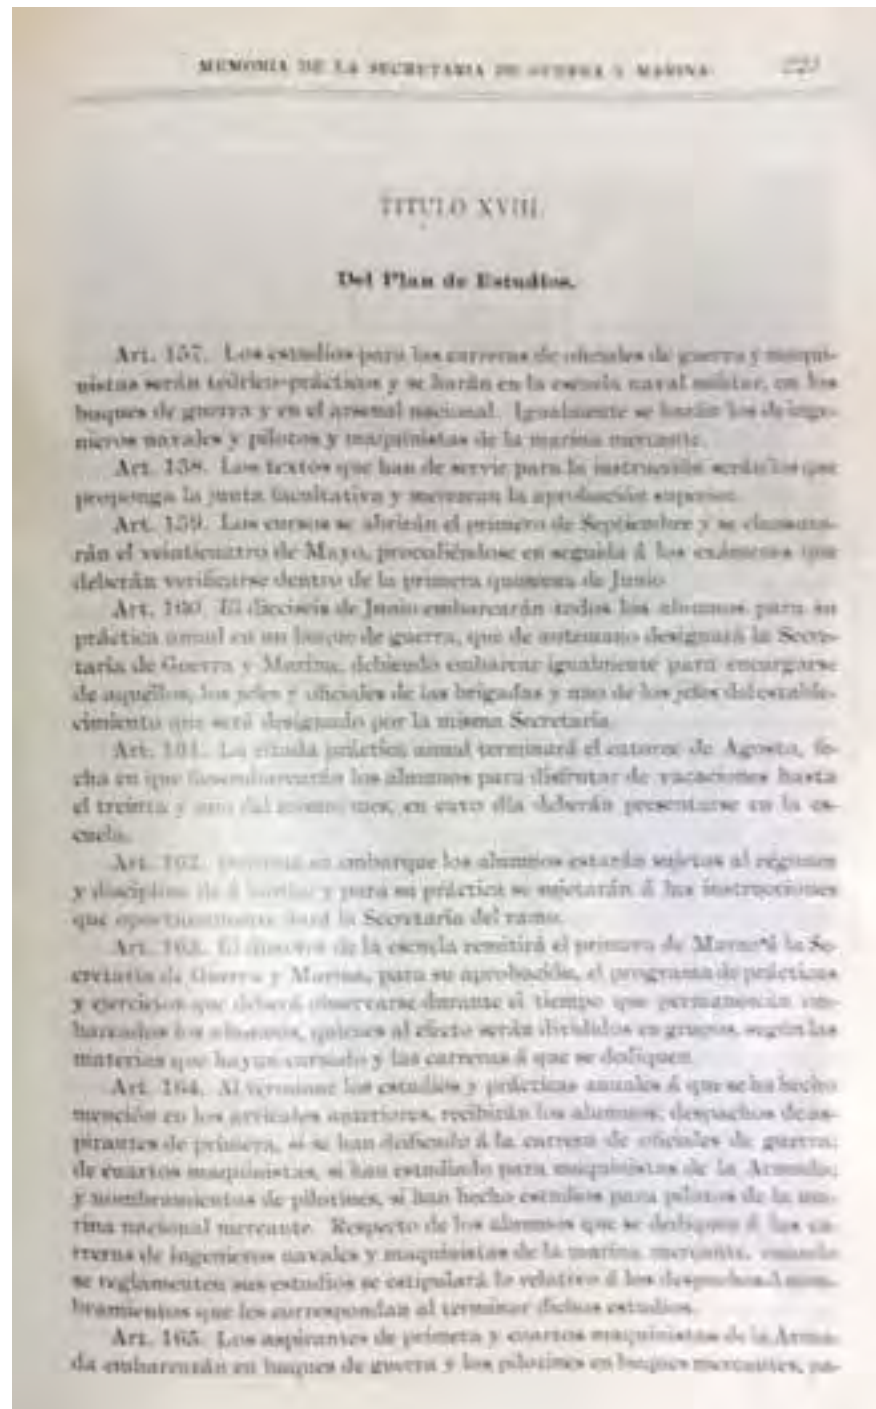 MEMORIA DE LA SECRETARIA DE GUERRA Y MARINA
TITULO XVIII.
Del Plan de Estudios.
Art. 157. Los estudios para las carreras de oficiales de guerra y maqui-
nistas serán teórico-prácticos y se harán en la escuela naval militar, en los
buques de guerra y en el arsenal nacional. Igualmente se harán los de inge-
nieros navales y pilotos y maquinistas de la marina mercante.
Art. 158. Los textos que han de servir para la instrucción serán los que
proponga la junta facultativa y merezcan la aprobación superior.
Art. 159. Los cursos se abrirán el primero de Septiembre y se clausura-
rán el veinticuatro de Mayo, procediéndose en seguida á los exámenes que
deberán verificarse dentro de la primera quincena de Junio.
Art. 160. El dieciseis de Junio embarcarán todos los alumnos para su
práctica anual en un buque de guerra, que de antemano designará la Secre-
taría de Guerra y Marina, debiendo embarcar igualmente para encargarse
de aquellos, los jefes y oficiales de las brigadas y uno de los jefes del estable-
cimiento que será designado por la misma Secretaría.
Art. 161. La citada práctica anual terminará el catorce de Agosto, fe-
cha en que desembarcarán los alumnos para disfrutar de vacaciones hasta
el treinta y uno del mismo mes, en cuyo día deberán presentarse en la es-
cuela.
Art. 162. Durante su embarque los alumnos estarán sujetos al régimen
y disciplina de á bordo, y para su práctica se sujetarán á las instrucciones
que oportunamente dará la Secretaría del ramo.
Art. 163. El director de la escuela remitirá el primero de Marzo á la Se-
cretaría de Guerra y Marina, para su aprobación, el programa de prácticas
y ejercicios que deberá observarse durante el tiempo que permanezcan em-
barcados los alumnos, quienes al efecto serán divididos en grupos, según las
materias que hayan cursado y las carreras á que se dediquen.
Art. 164. Al terminar los estudios y prácticas anuales á que se ha hecho
mención en los artículos anteriores, recibirán los alumnos, despachos de as-
pirantes de primera, si se han dedicado á la carrera de oficiales de guerra;
de cuartos maquinistas, si han estudiado para maquinistas de la Armada;
y nombramientos de pilotines, si han hecho estudios para pilotos de la ma-
rina nacional mercante. Respecto de los alumnos que se dediquen á las ca-
rreras de ingenieros navales y maquinistas de la marina mercante, cuando
se reglamenten sus estudios se estipulará lo relativo á los despachos ó nom-
bramientos que les correspondan al terminar dichos estudios.
Art. 165. Los aspirantes de primera y cuartos maquinistas de la Arma-
da embarcarán en buques de guerra y los pilotines en buques mercantes, pa-